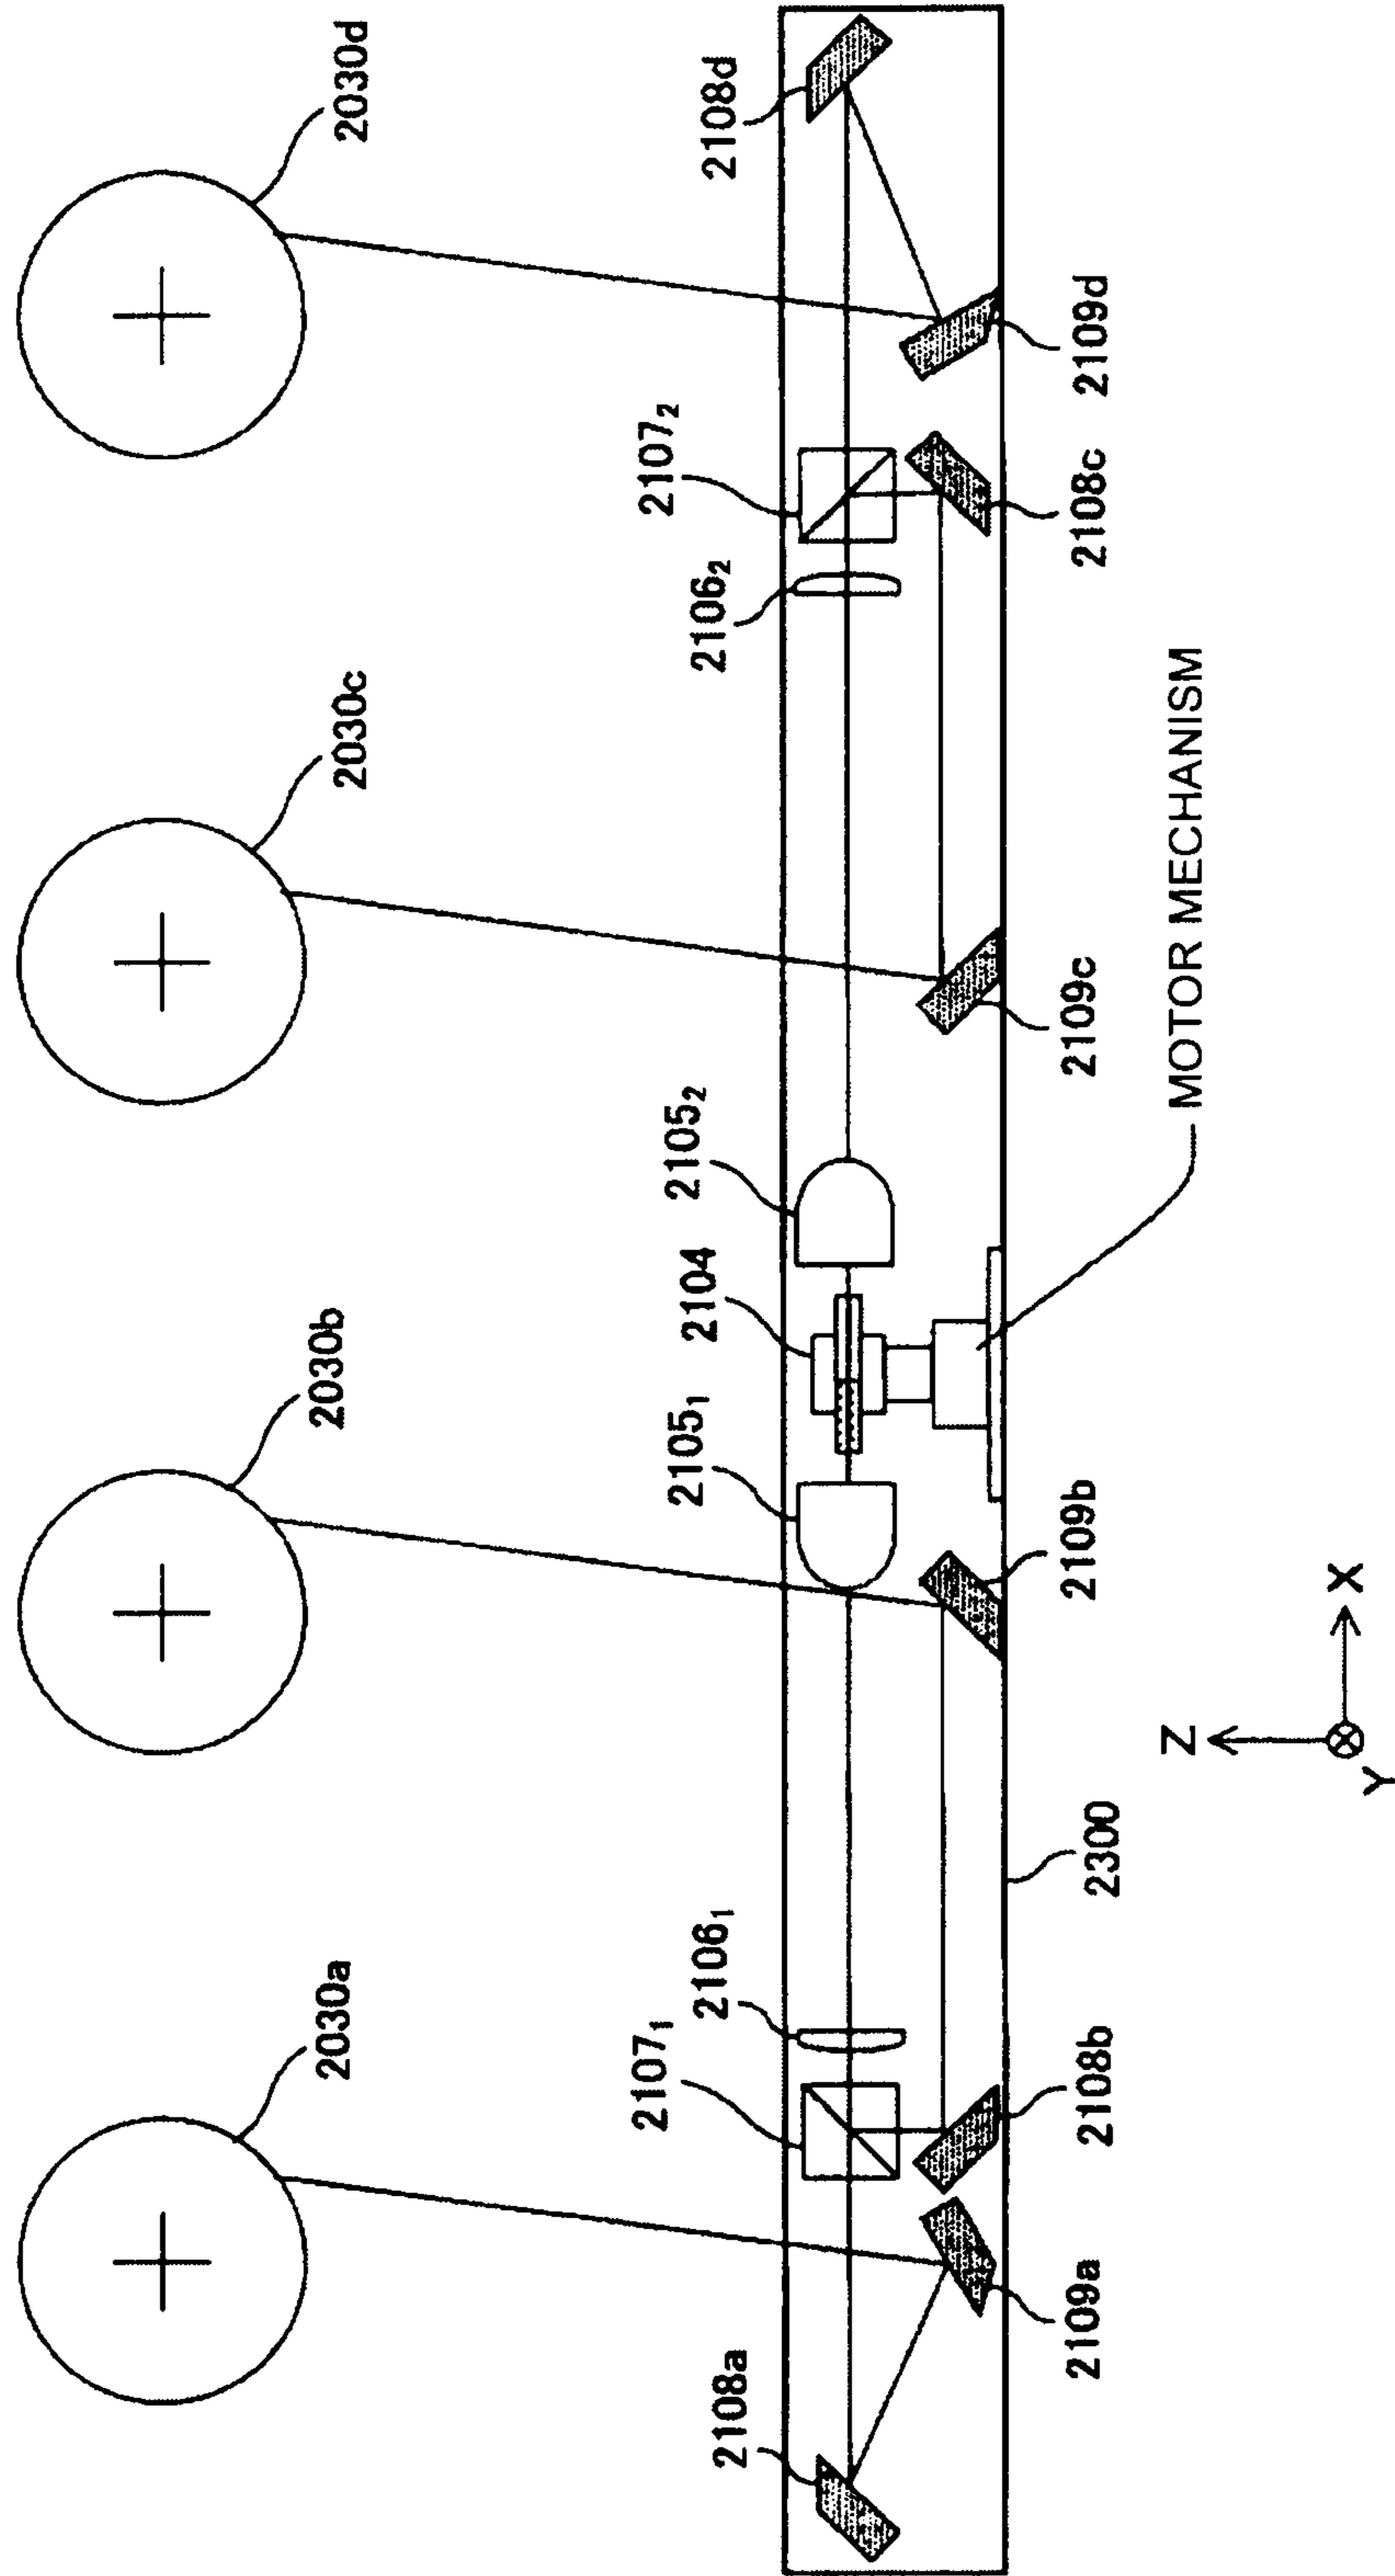 2030a
2030b
2030c
2030d
2108a
2107₁
2106₁
2105₁
2104
2105₂
2106₂
2107₂
2108d
2109a
2108b
2300
2109b
2109c
2108c
2109d
MOTOR MECHANISM
Z
X
Y